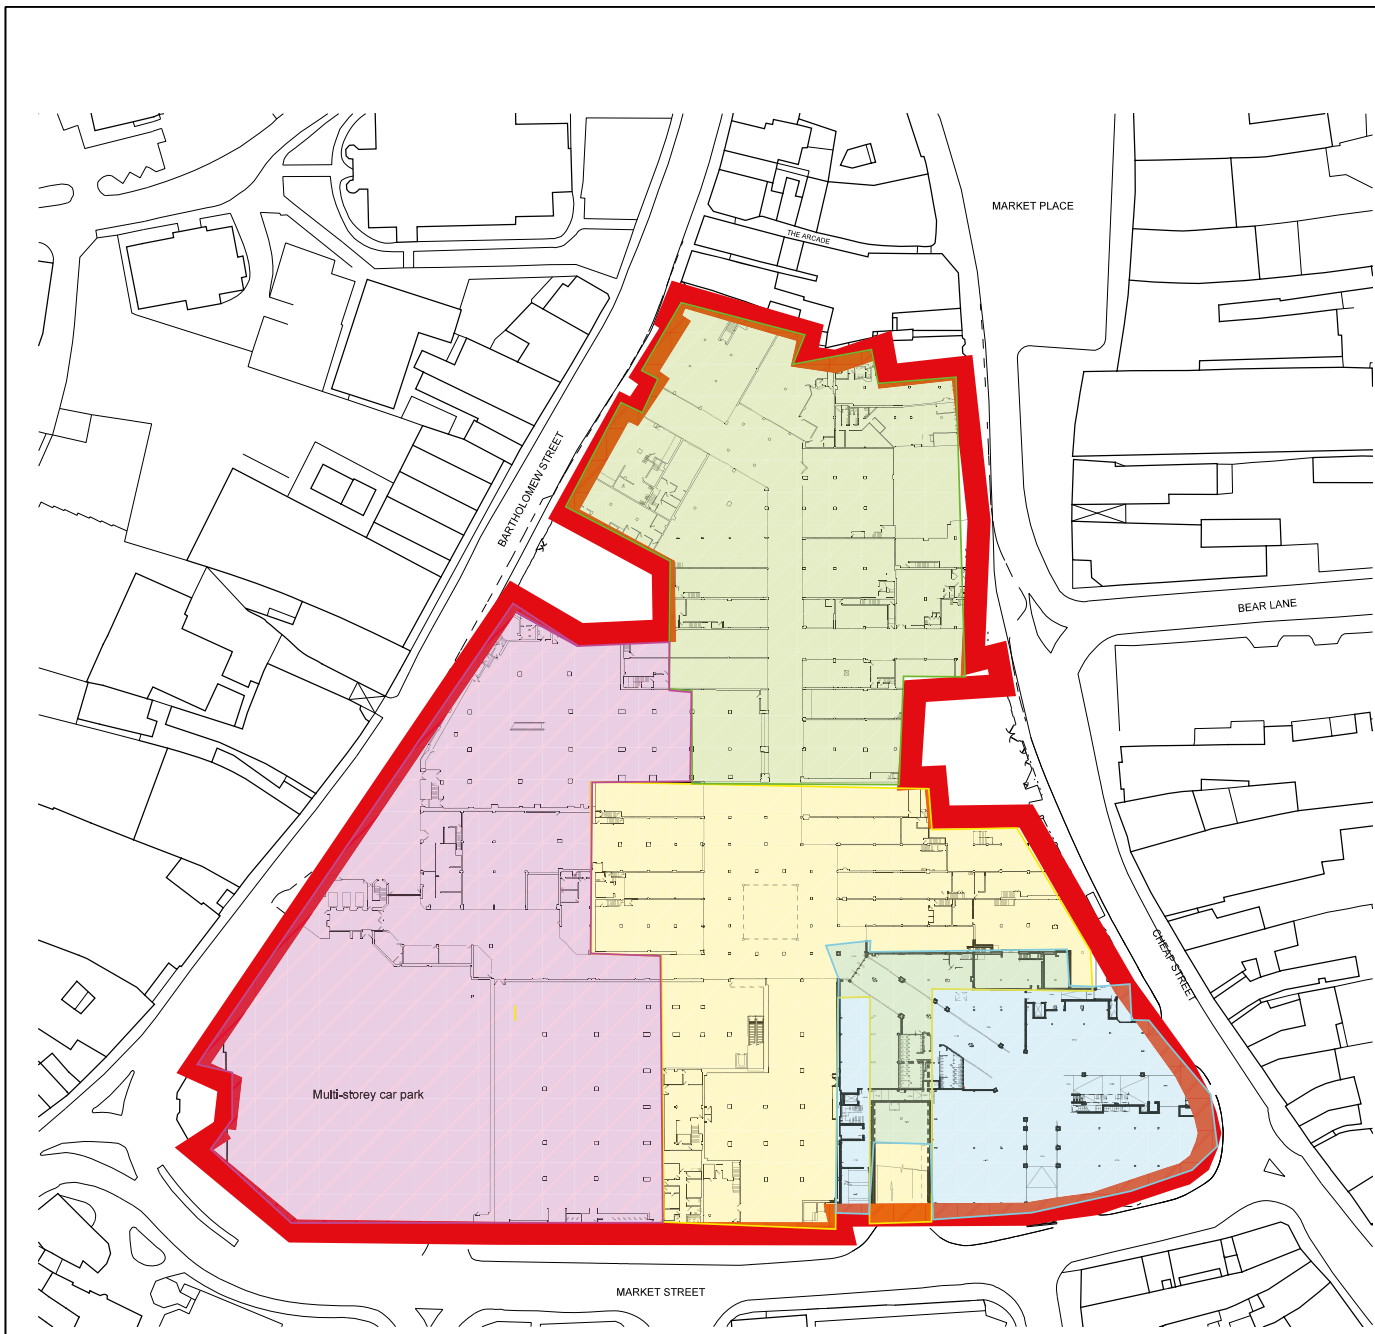 MARKET PLACE
THE ARCADE
BARTHOLOMEW STREET
BEAR LANE
CHEAP STREET
Multi-storey car park
MARKET STREET